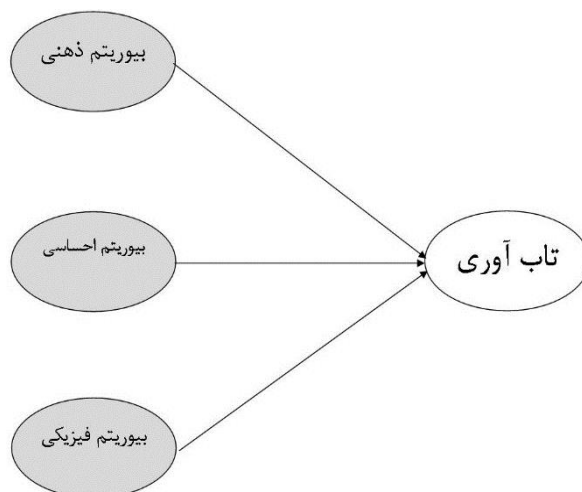 بیوریتم ذهنی
بیوریتم احساسی
تاب آوری
بیوریتم فیزیکی